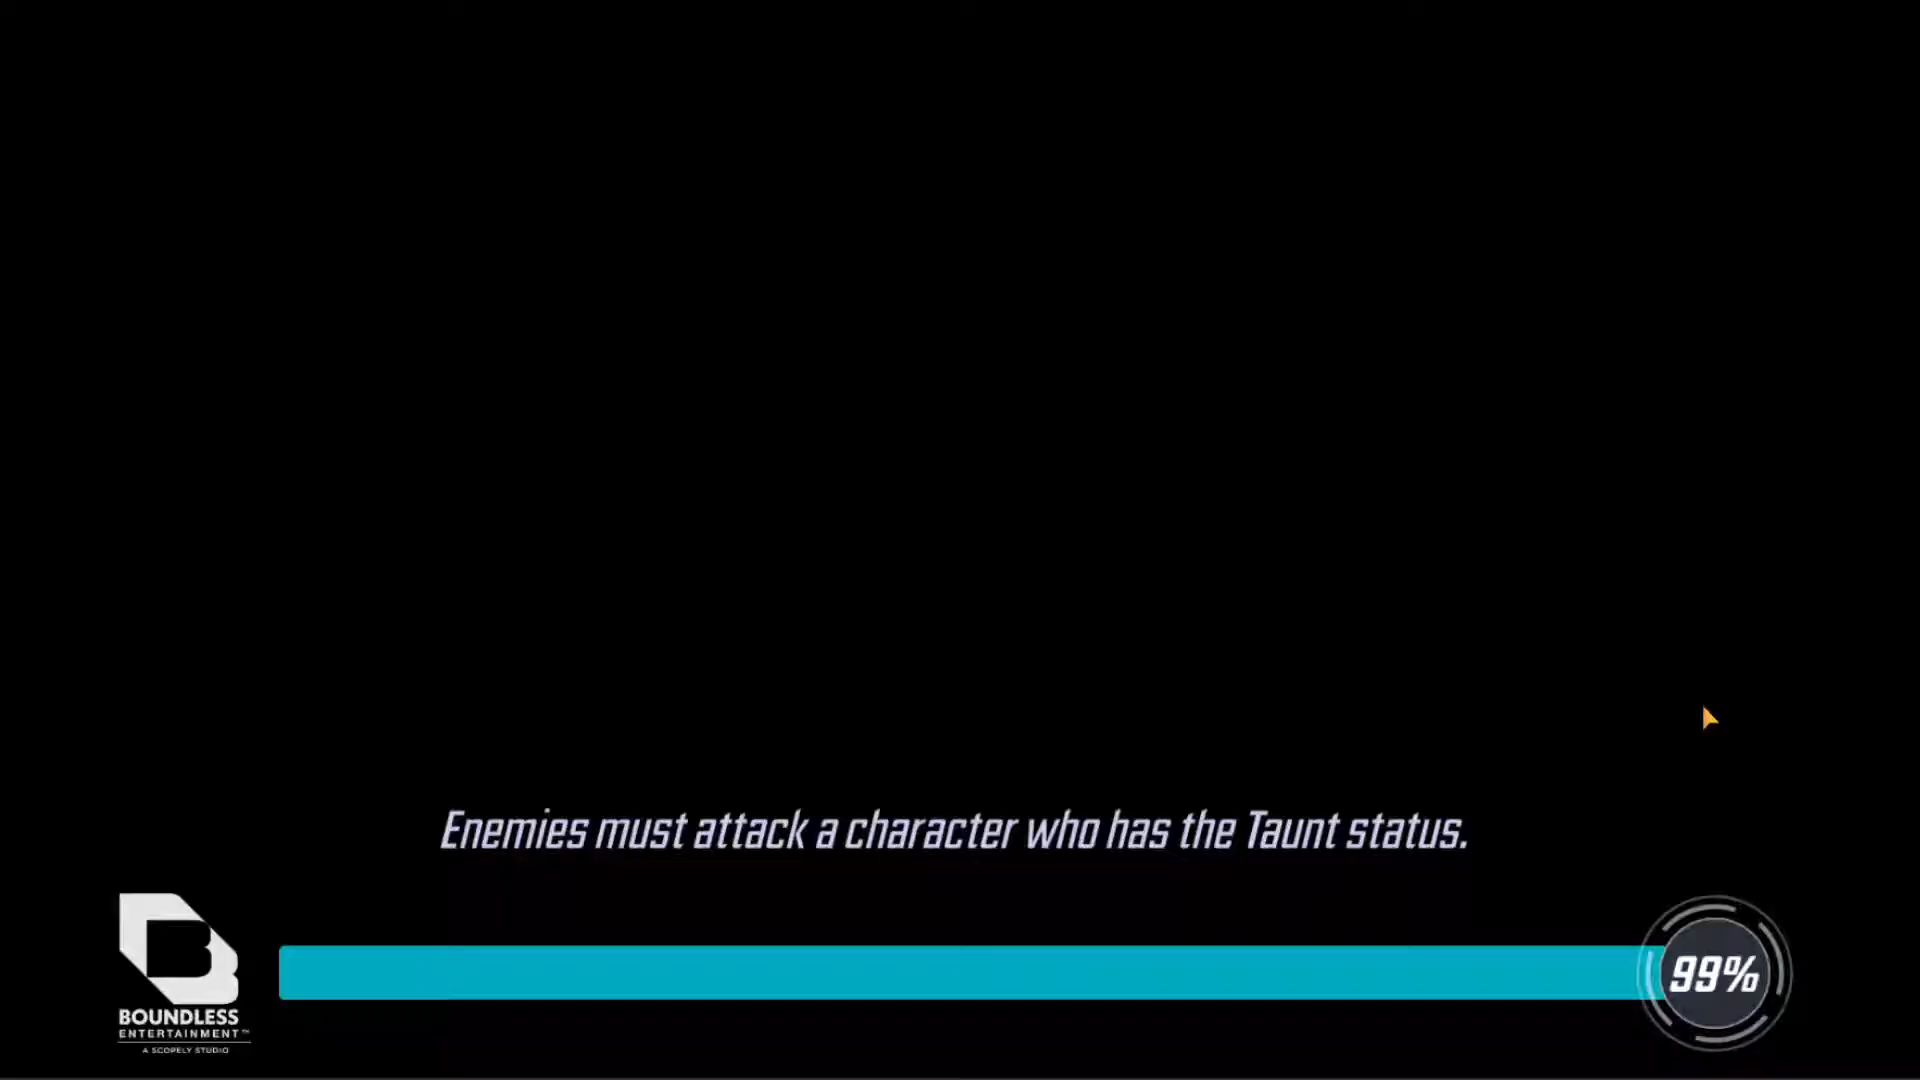 Enemies must attack a character who has the Taunt status.
99%
BOUNDLESS
ENTERTAINMENT™
A SCOPELY STUDIO